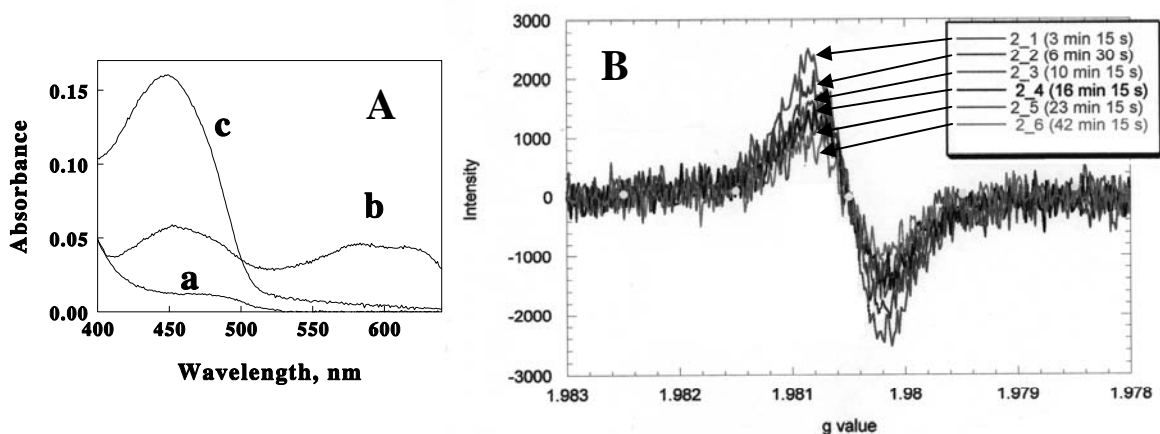 A
0.15
0.10
0.05
0.00
Absorbance
a
b
c
400 450 500 550 600
Wavelength, nm
B
3000
2000
1000
0
-1000
-2000
-3000
Intensity
2_1 (3 min 15 s)
2_2 (6 min 30 s)
2_3 (10 min 15 s)
2_4 (16 min 15 s)
2_5 (23 min 15 s)
2_6 (42 min 15 s)
1.983 1.982 1.981 1.98 1.979 1.978
g value